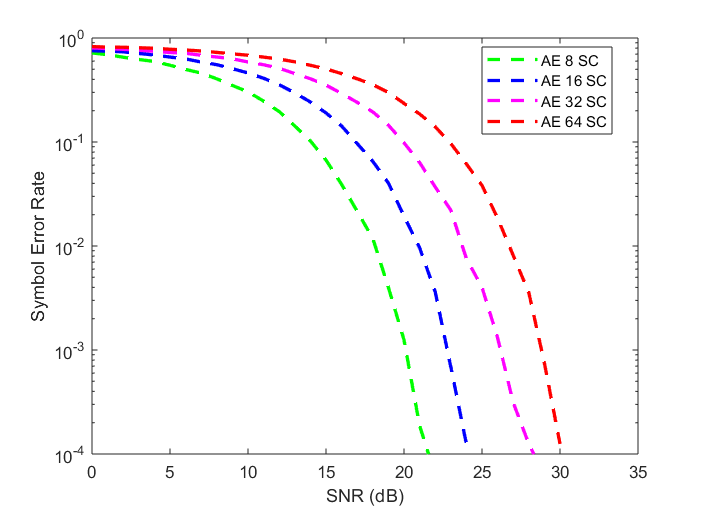 10^0
10^-1
10^-2
10^-3
10^-4
Symbol Error Rate
AE 8 SC
AE 16 SC
AE 32 SC
AE 64 SC
0 5 10 15 20 25 30 35
SNR (dB)